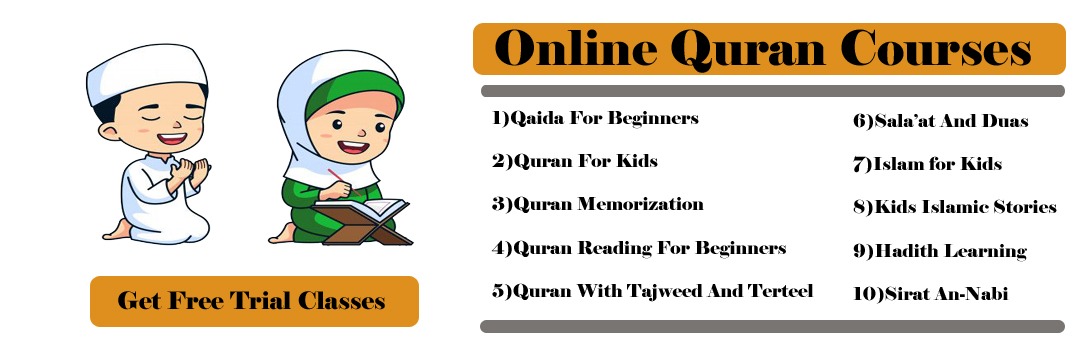 Online Quran Courses
1)Qaida For Beginners
2)Quran For Kids
3)Quran Memorization
4)Quran Reading For Beginners
5)Quran With Tajweed And Terteel
6)Sala'at And Duas
7)Islam for Kids
8)Kids Islamic Stories
9)Hadith Learning
10)Sirat An-Nabi
Get Free Trial Classes